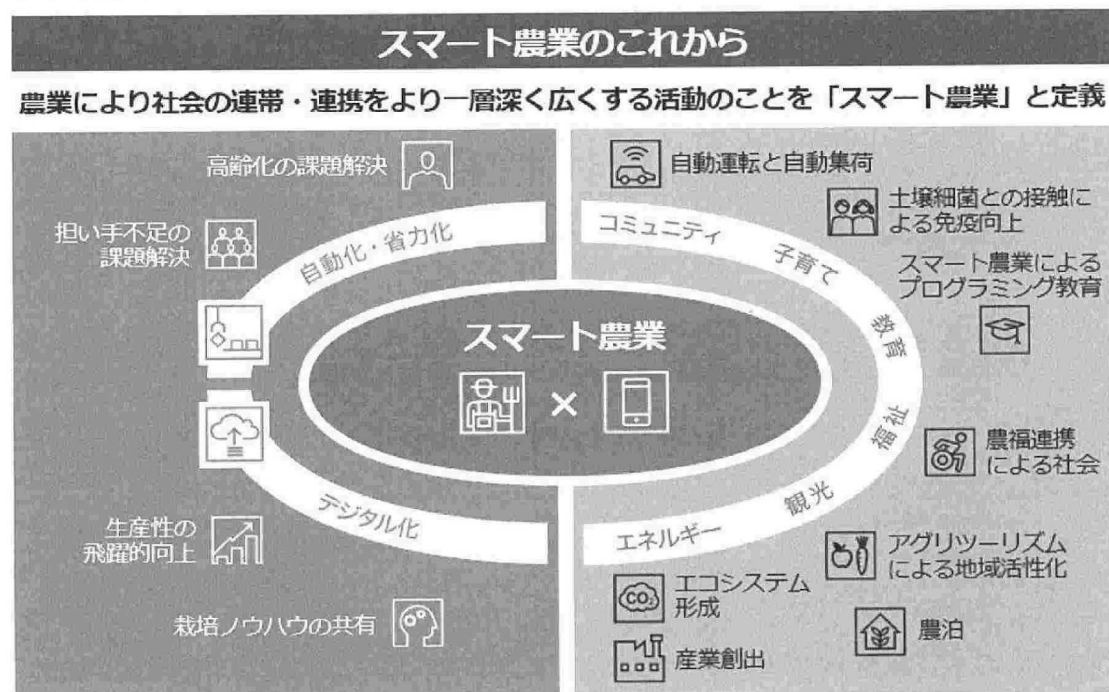 スマート農業のこれから
農業により社会の連帯・連携をより一層深く広くする活動のことを「スマート農業」と定義
高齢化の課題解決
担い手不足の
課題解決
自動化・省力化
スマート農業
×
デジタル化
生産性の
飛躍的向上
栽培ノウハウの共有
自動運転と自動集荷
コミュニティ
土壌細菌との接触に
よる免疫向上
子育て
スマート農業による
プログラミング教育
教育
福祉
農福連携
による社会
観光
エネルギー
アグリツーリズム
による地域活性化
CO₂
エコシステム
形成
農泊
産業創出